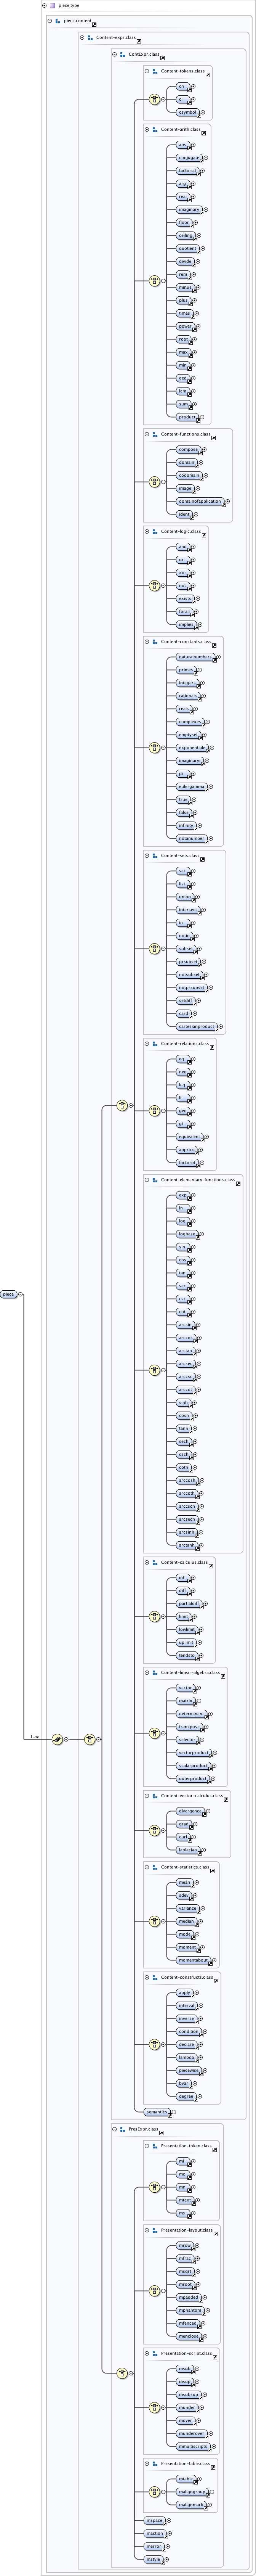 piece.type
piece.content
Content-expr.class
ContExpr.class
Content-tokens.class
cn
ci
csymbol
Content-arith.class
abs
conjugate
factorial
arg
real
imaginary
floor
ceiling
quotient
divide
rem
minus
plus
times
power
root
max
min
gcd
lcm
sum
product
Content-functions.class
compose
domain
codomain
image
domainofapplication
ident
Content-logic.class
and
or
xor
not
exists
forall
implies
Content-constants.class
naturalnumbers
primes
integers
rationals
reals
complexes
emptyset
exponentiale
imaginaryi
pi
eulergamma
true
false
infinity
notanumber
Content-sets.class
set
list
union
intersect
in
notin
subset
prsubset
notsubset
notprsubset
setdiff
card
cartesianproduct
Content-relations.class
eq
neq
leq
lt
geq
gt
equivalent
approx
factorof
Content-elementary-functions.class
exp
ln
log
logbase
sin
cos
tan
sec
csc
cot
arcsin
arccos
arctan
arcsec
arccsc
arccot
sinh
cosh
tanh
sech
csch
coth
arccosh
arccoth
arccsch
arcsech
arcsinh
arctanh
piece
Content-calculus.class
int
diff
partialdiff
limit
lowlimit
uplimit
tendsto
Content-linear-algebra.class
vector
matrix
determinant
transpose
selector
vectorproduct
scalarproduct
outerproduct
1..∞
Content-vector-calculus.class
divergence
grad
curl
laplacian
Content-statistics.class
mean
sdev
variance
median
mode
moment
momentabout
Content-constructs.class
apply
interval
inverse
condition
declare
lambda
piecewise
bvar
degree
semantics
PresExpr.class
Presentation-token.class
mi
mo
mn
mtext
ms
Presentation-layout.class
mrow
mfrac
msqrt
mroot
mpadded
mphantom
mfenced
menclose
Presentation-script.class
msub
msup
msubsup
munder
mover
munderover
mmultiscripts
Presentation-table.class
mtable
maligngroup
malignmark
mspace
maction
merror
mstyle